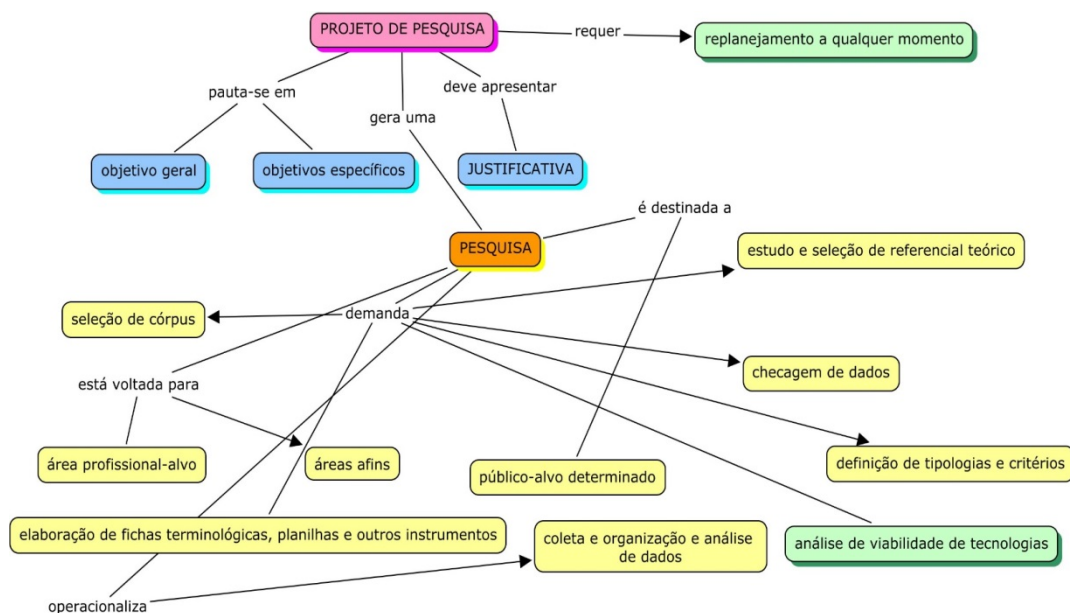 PROJETO DE PESQUISA
requer
replanejamento a qualquer momento
pauta-se em
deve apresentar
gera uma
objetivo geral
objetivos específicos
JUSTIFICATIVA
é destinada a
PESQUISA
estudo e seleção de referencial teórico
seleção de córpus
demanda
checagem de dados
está voltada para
área profissional-alvo
áreas afins
público-alvo determinado
definição de tipologias e critérios
elaboração de fichas terminológicas, planilhas e outros instrumentos
coleta e organização e análise
de dados
análise de viabilidade de tecnologias
operacionaliza